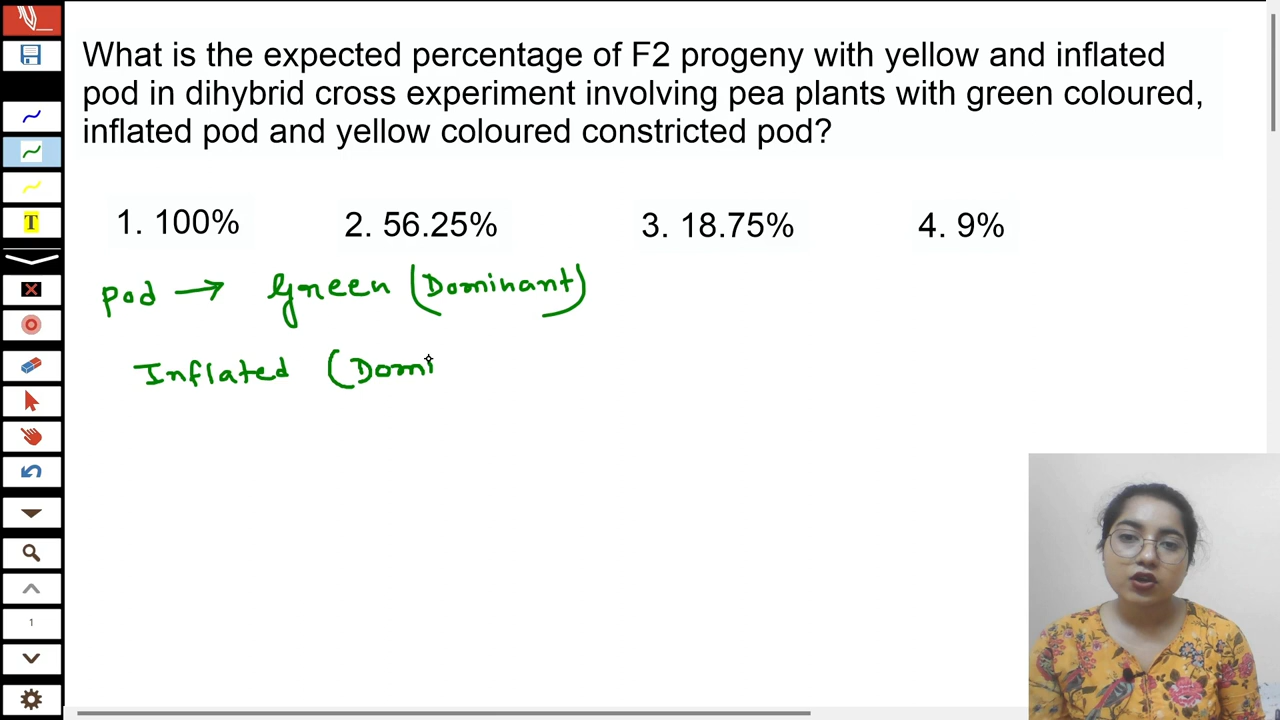 What is the expected percentage of F2 progeny with yellow and inflated
pod in dihybrid cross experiment involving pea plants with green coloured,
inflated pod and yellow coloured constricted pod?
1. 100% 2. 56.25% 3. 18.75% 4. 9%
pod → Green (Dominant)
Inflated (Domi
T
1